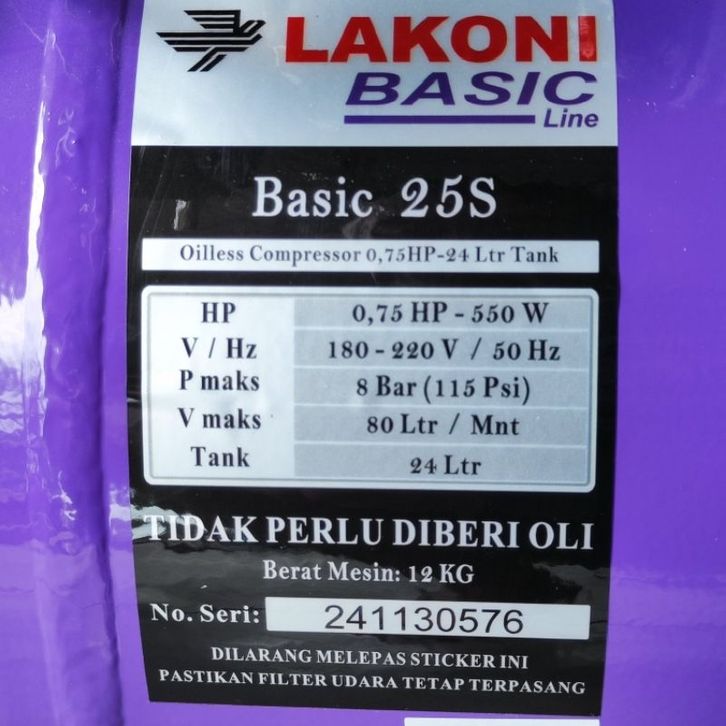 LAKONI
BASIC
Line
Basic 25S
Oilless Compressor 0,75HP-24 Ltr Tank
HP 0,75 HP - 550 W
V / Hz 180 - 220 V / 50 Hz
P maks 8 Bar (115 Psi)
V maks 80 Ltr / Mnt
Tank 24 Ltr
TIDAK PERLU DIBERI OLI
Berat Mesin: 12 KG
No. Seri: 241130576
DILARANG MELEPAS STICKER INI
PASTIKAN FILTER UDARA TETAP TERPASANG